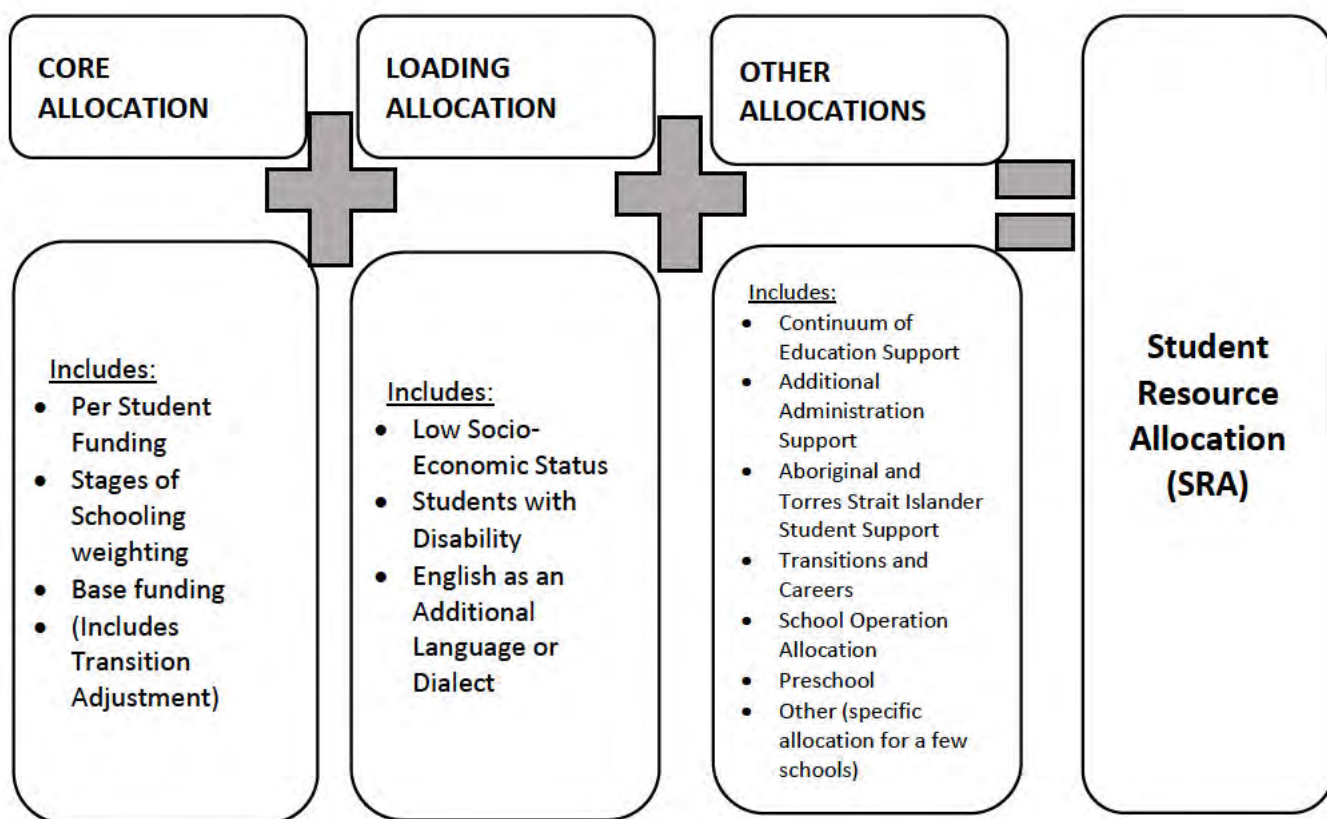 CORE
ALLOCATION
Includes:
• Per Student
Funding
• Stages of
Schooling
weighting
• Base funding
• (Includes
Transition
Adjustment)
LOADING
ALLOCATION
Includes:
• Low Socio-
Economic Status
• Students with
Disability
• English as an
Additional
Language or
Dialect
OTHER
ALLOCATIONS
Includes:
• Continuum of
Education Support
• Additional
Administration
Support
• Aboriginal and
Torres Strait Islander
Student Support
• Transitions and
Careers
• School Operation
Allocation
• Preschool
• Other (specific
allocation for a few
schools)
Student
Resource
Allocation
(SRA)